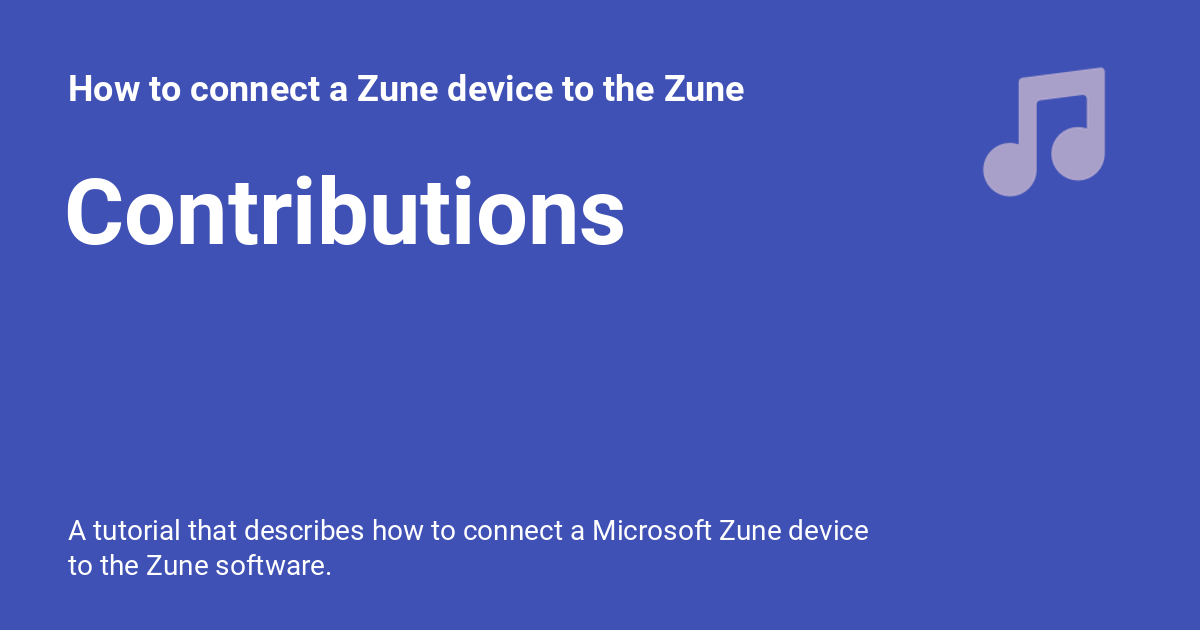 How to connect a Zune device to the Zune
Contributions
A tutorial that describes how to connect a Microsoft Zune device
to the Zune software.